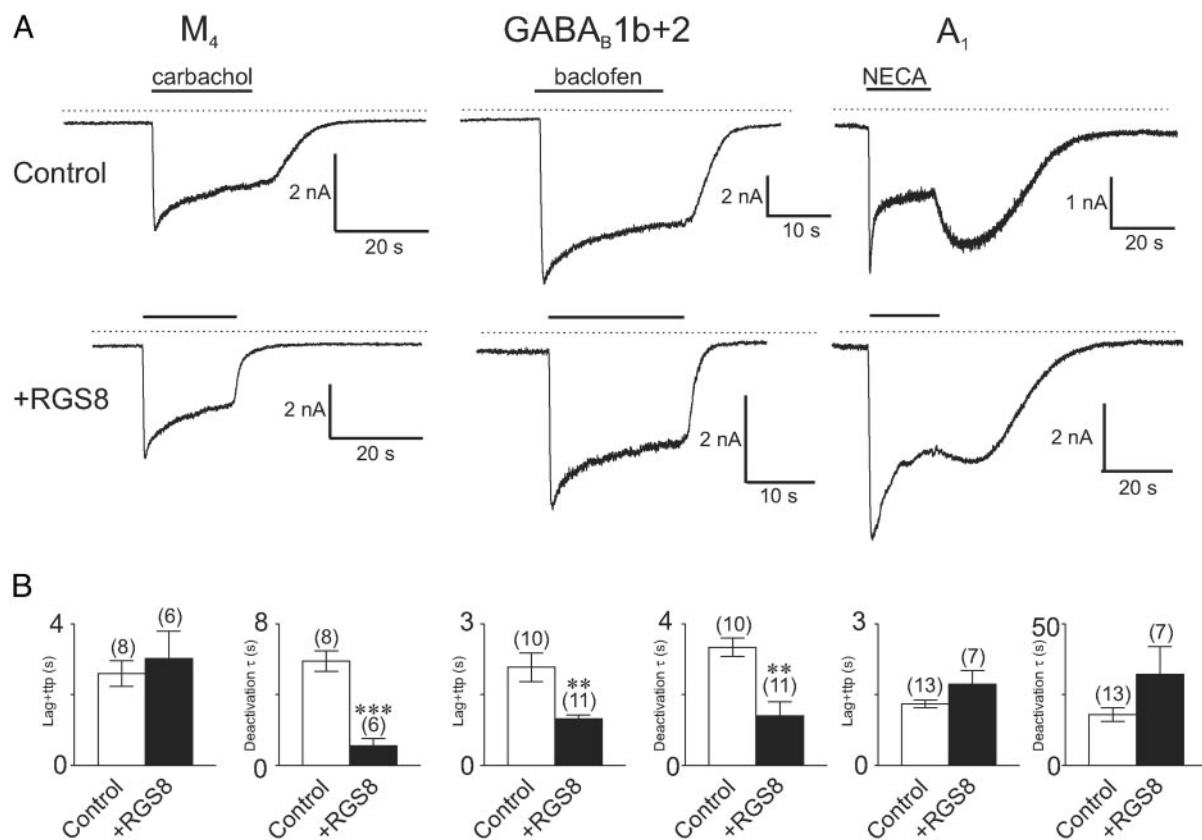 A
M4 GABAB1b+2 A1
carbachol baclofen NECA
Control
2 nA 2 nA 1 nA
20 s 10 s 20 s
+RGS8
2 nA 2 nA 2 nA
20 s 10 s 20 s
B
4 8 3 4 3 50
(8) (6) (8) *** (6) (10) ** (11) (10) ** (11) (13) (7) (13) (7)
Lag+ttp (s) Deactivation τ (s) Lag+ttp (s) Deactivation τ (s) Lag+ttp (s) Deactivation τ (s)
0 0 0 0 0 0
Control +RGS8 Control +RGS8 Control +RGS8 Control +RGS8 Control +RGS8 Control +RGS8